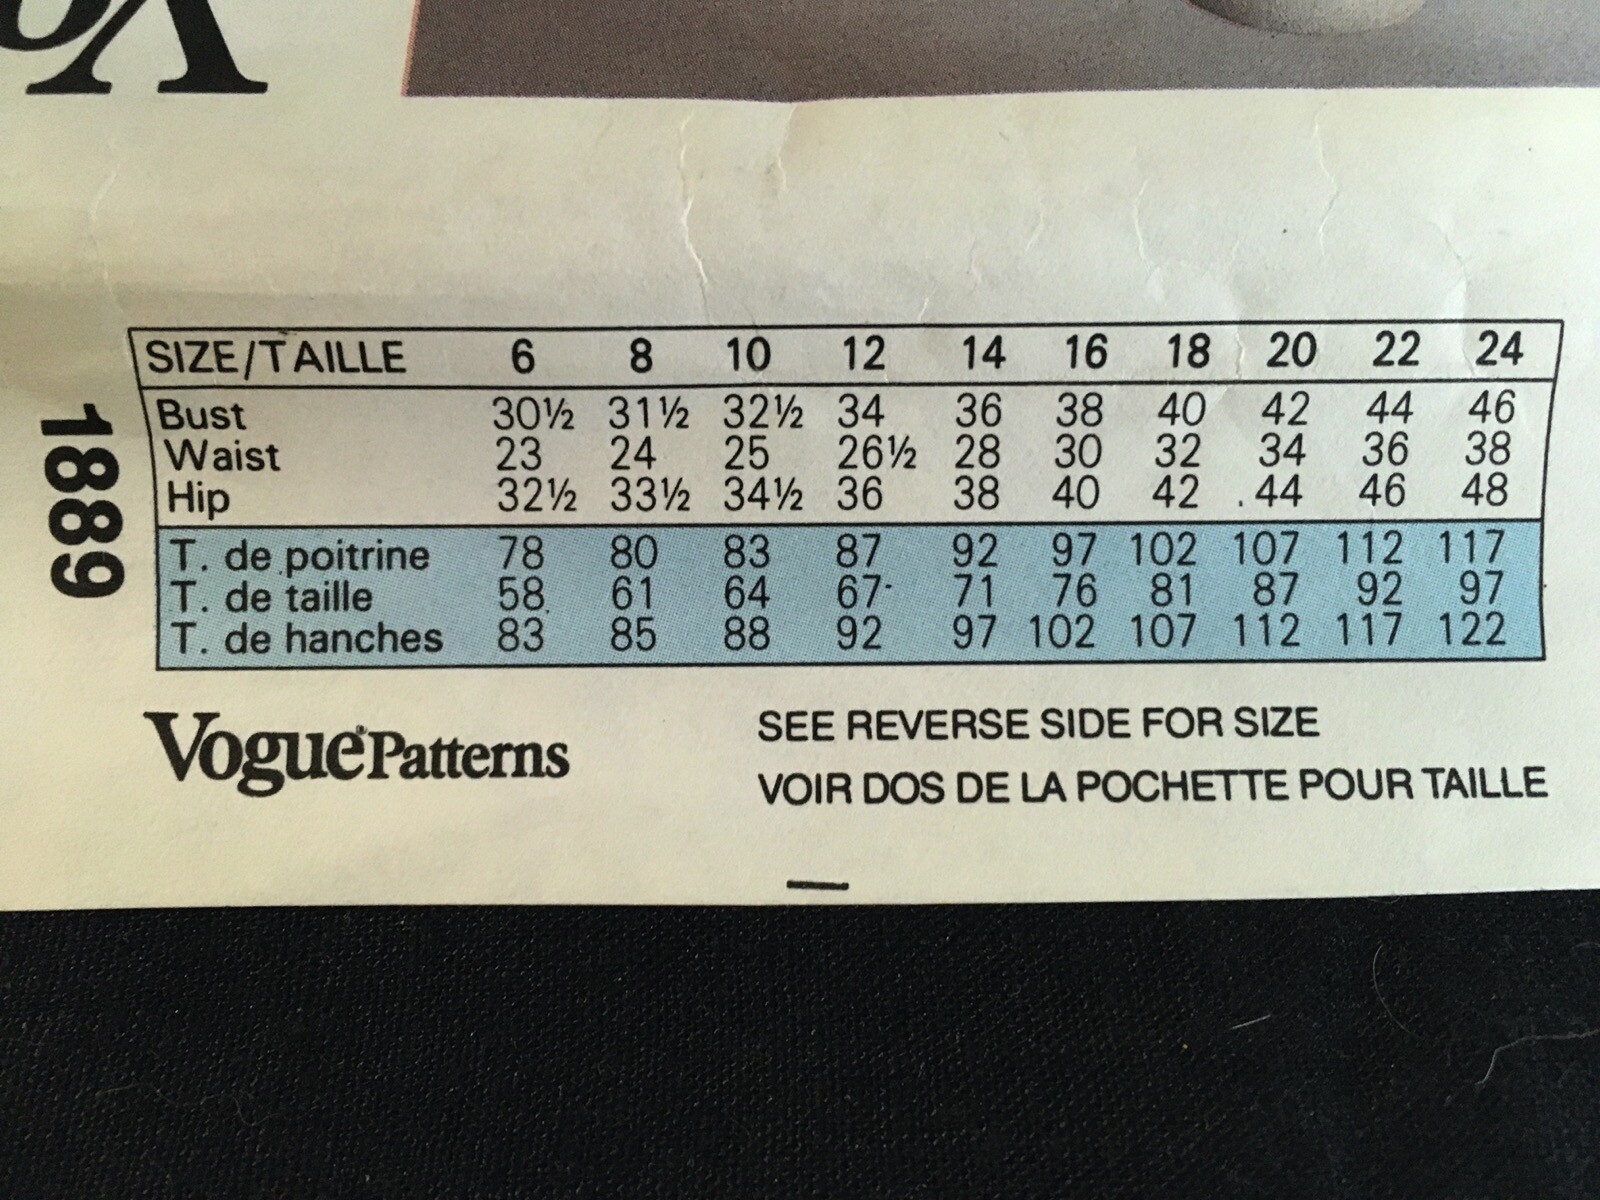 Vo
1889
SIZE/TAILLE 6 8 10 12 14 16 18 20 22 24
Bust 30½ 31½ 32½ 34 36 38 40 42 44 46
Waist 23 24 25 26½ 28 30 32 34 36 38
Hip 32½ 33½ 34½ 36 38 40 42 44 46 48
T. de poitrine 78 80 83 87 92 97 102 107 112 117
T. de taille 58 61 64 67 71 76 81 87 92 97
T. de hanches 83 85 88 92 97 102 107 112 117 122
Vogue® Patterns
SEE REVERSE SIDE FOR SIZE
VOIR DOS DE LA POCHETTE POUR TAILLE